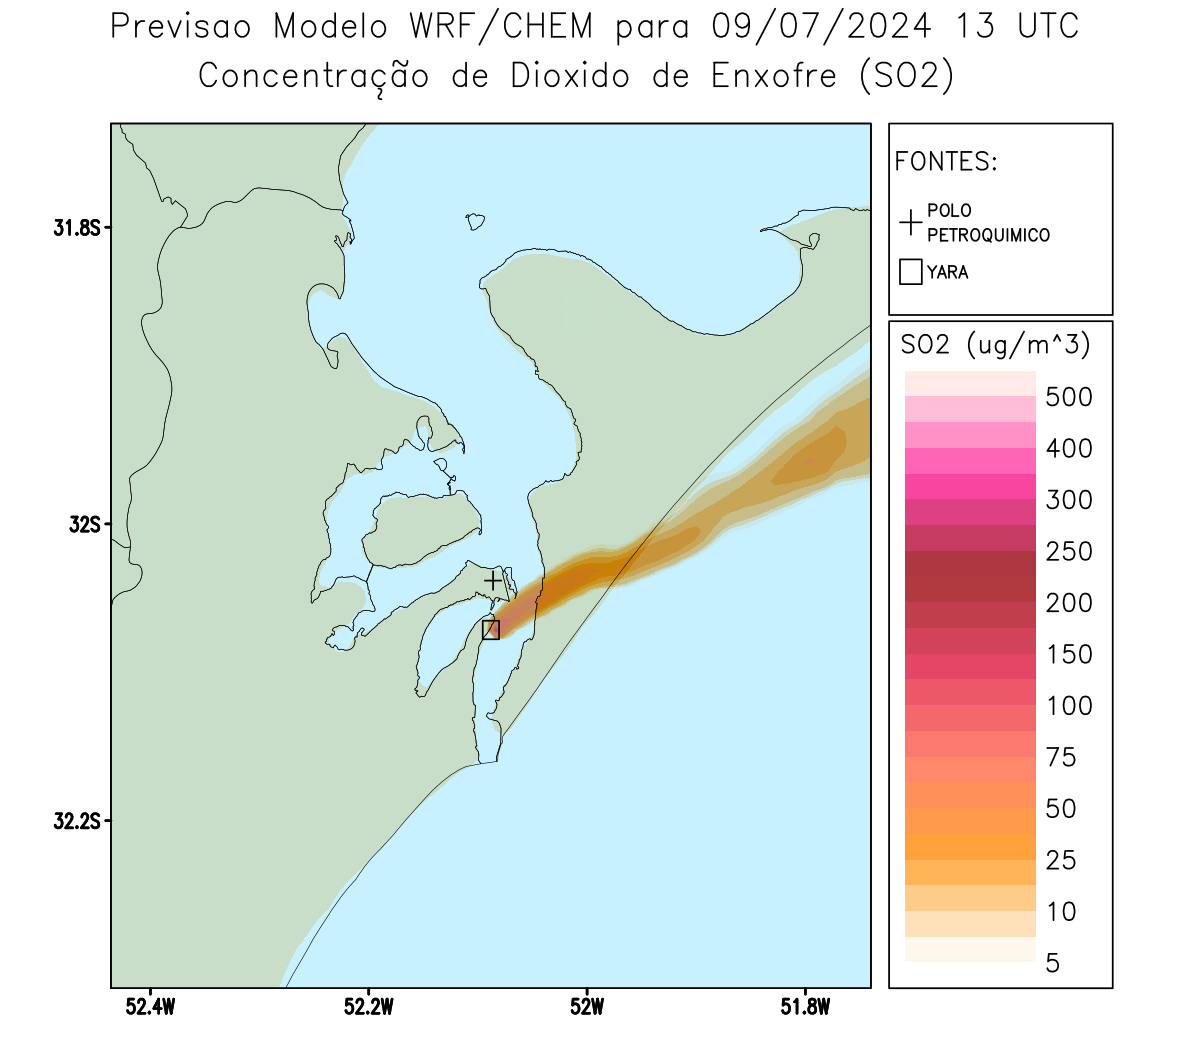 Previsao Modelo WRF/CHEM para 09/07/2024 13 UTC
Concentração de Dioxido de Enxofre (SO2)
FONTES:
POLO
PETROQUIMICO
YARA
SO2 (ug/m^3)
500
400
300
250
200
150
100
75
50
25
10
5
31.8S
32S
32.2S
52.4W
52.2W
52W
51.8W